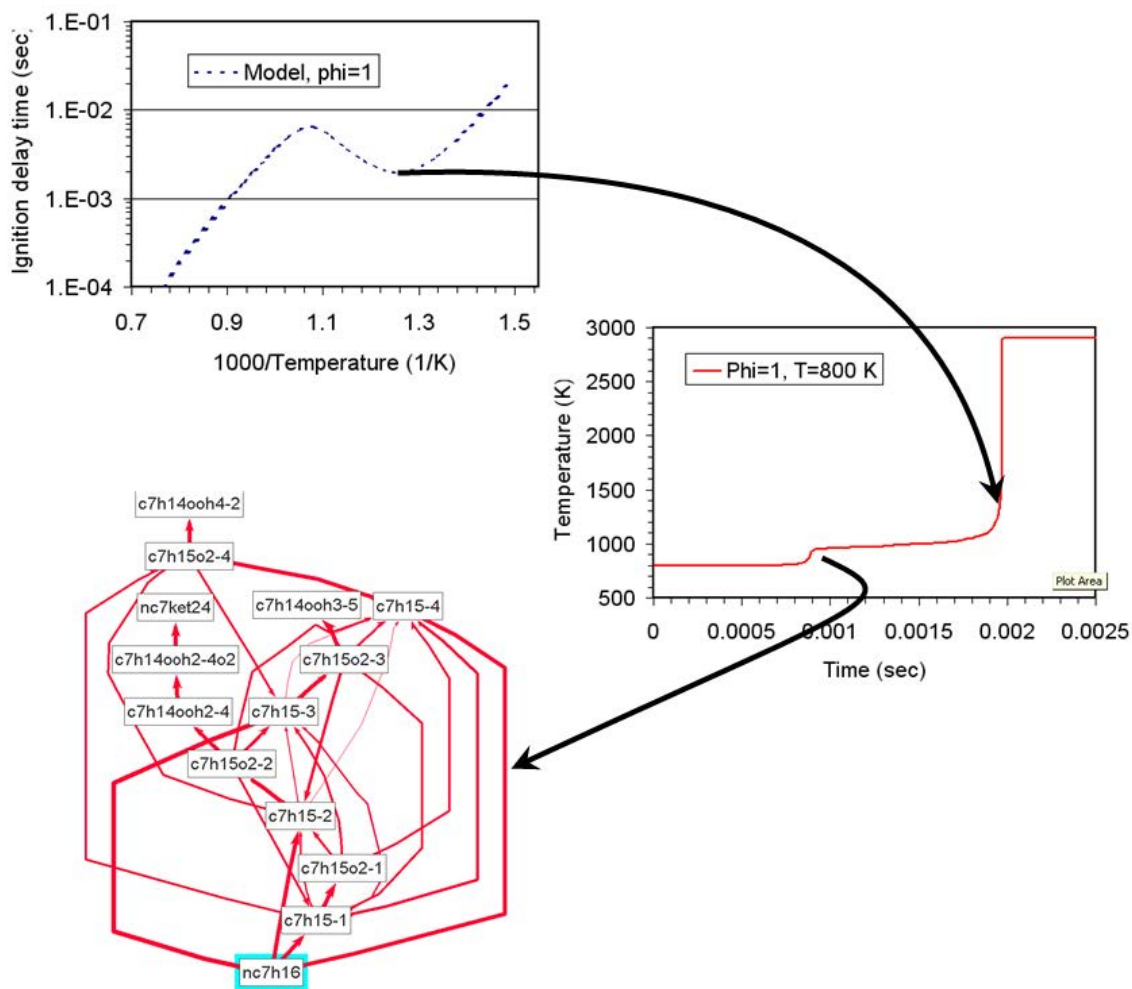 1.E-01
1.E-02
1.E-03
1.E-04
Ignition delay time (sec)
Model, phi=1
0.7 0.9 1.1 1.3 1.5
1000/Temperature (1/K)
3000
2500
2000
1500
1000
500
Temperature (K)
Phi=1, T=800 K
Plot Area
0 0.0005 0.001 0.0015 0.002 0.0025
Time (sec)
c7h14ooh4-2
c7h15o2-4
nc7ket24
c7h14ooh3-5
c7h15-4
c7h14ooh2-4o2
c7h15o2-3
c7h14ooh2-4
c7h15-3
c7h15o2-2
c7h15-2
c7h15o2-1
c7h15-1
nc7h16